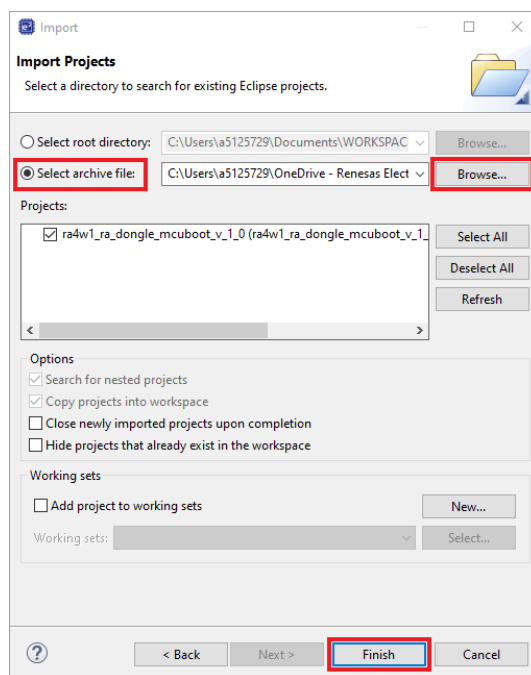 Import
Import Projects
Select a directory to search for existing Eclipse projects.
Select root directory: C:\Users\a5125729\Documents\WORKSPAC Browse...
Select archive file: C:\Users\a5125729\OneDrive - Renesas Elect Browse...
Projects:
ra4w1_ra_dongle_mcuboot_v_1_0 (ra4w1_ra_dongle_mcuboot_v_1_ Select All
Deselect All
Refresh
Options
Search for nested projects
Copy projects into workspace
Close newly imported projects upon completion
Hide projects that already exist in the workspace
Working sets
Add project to working sets New...
Working sets: Select...
? < Back Next > Finish Cancel